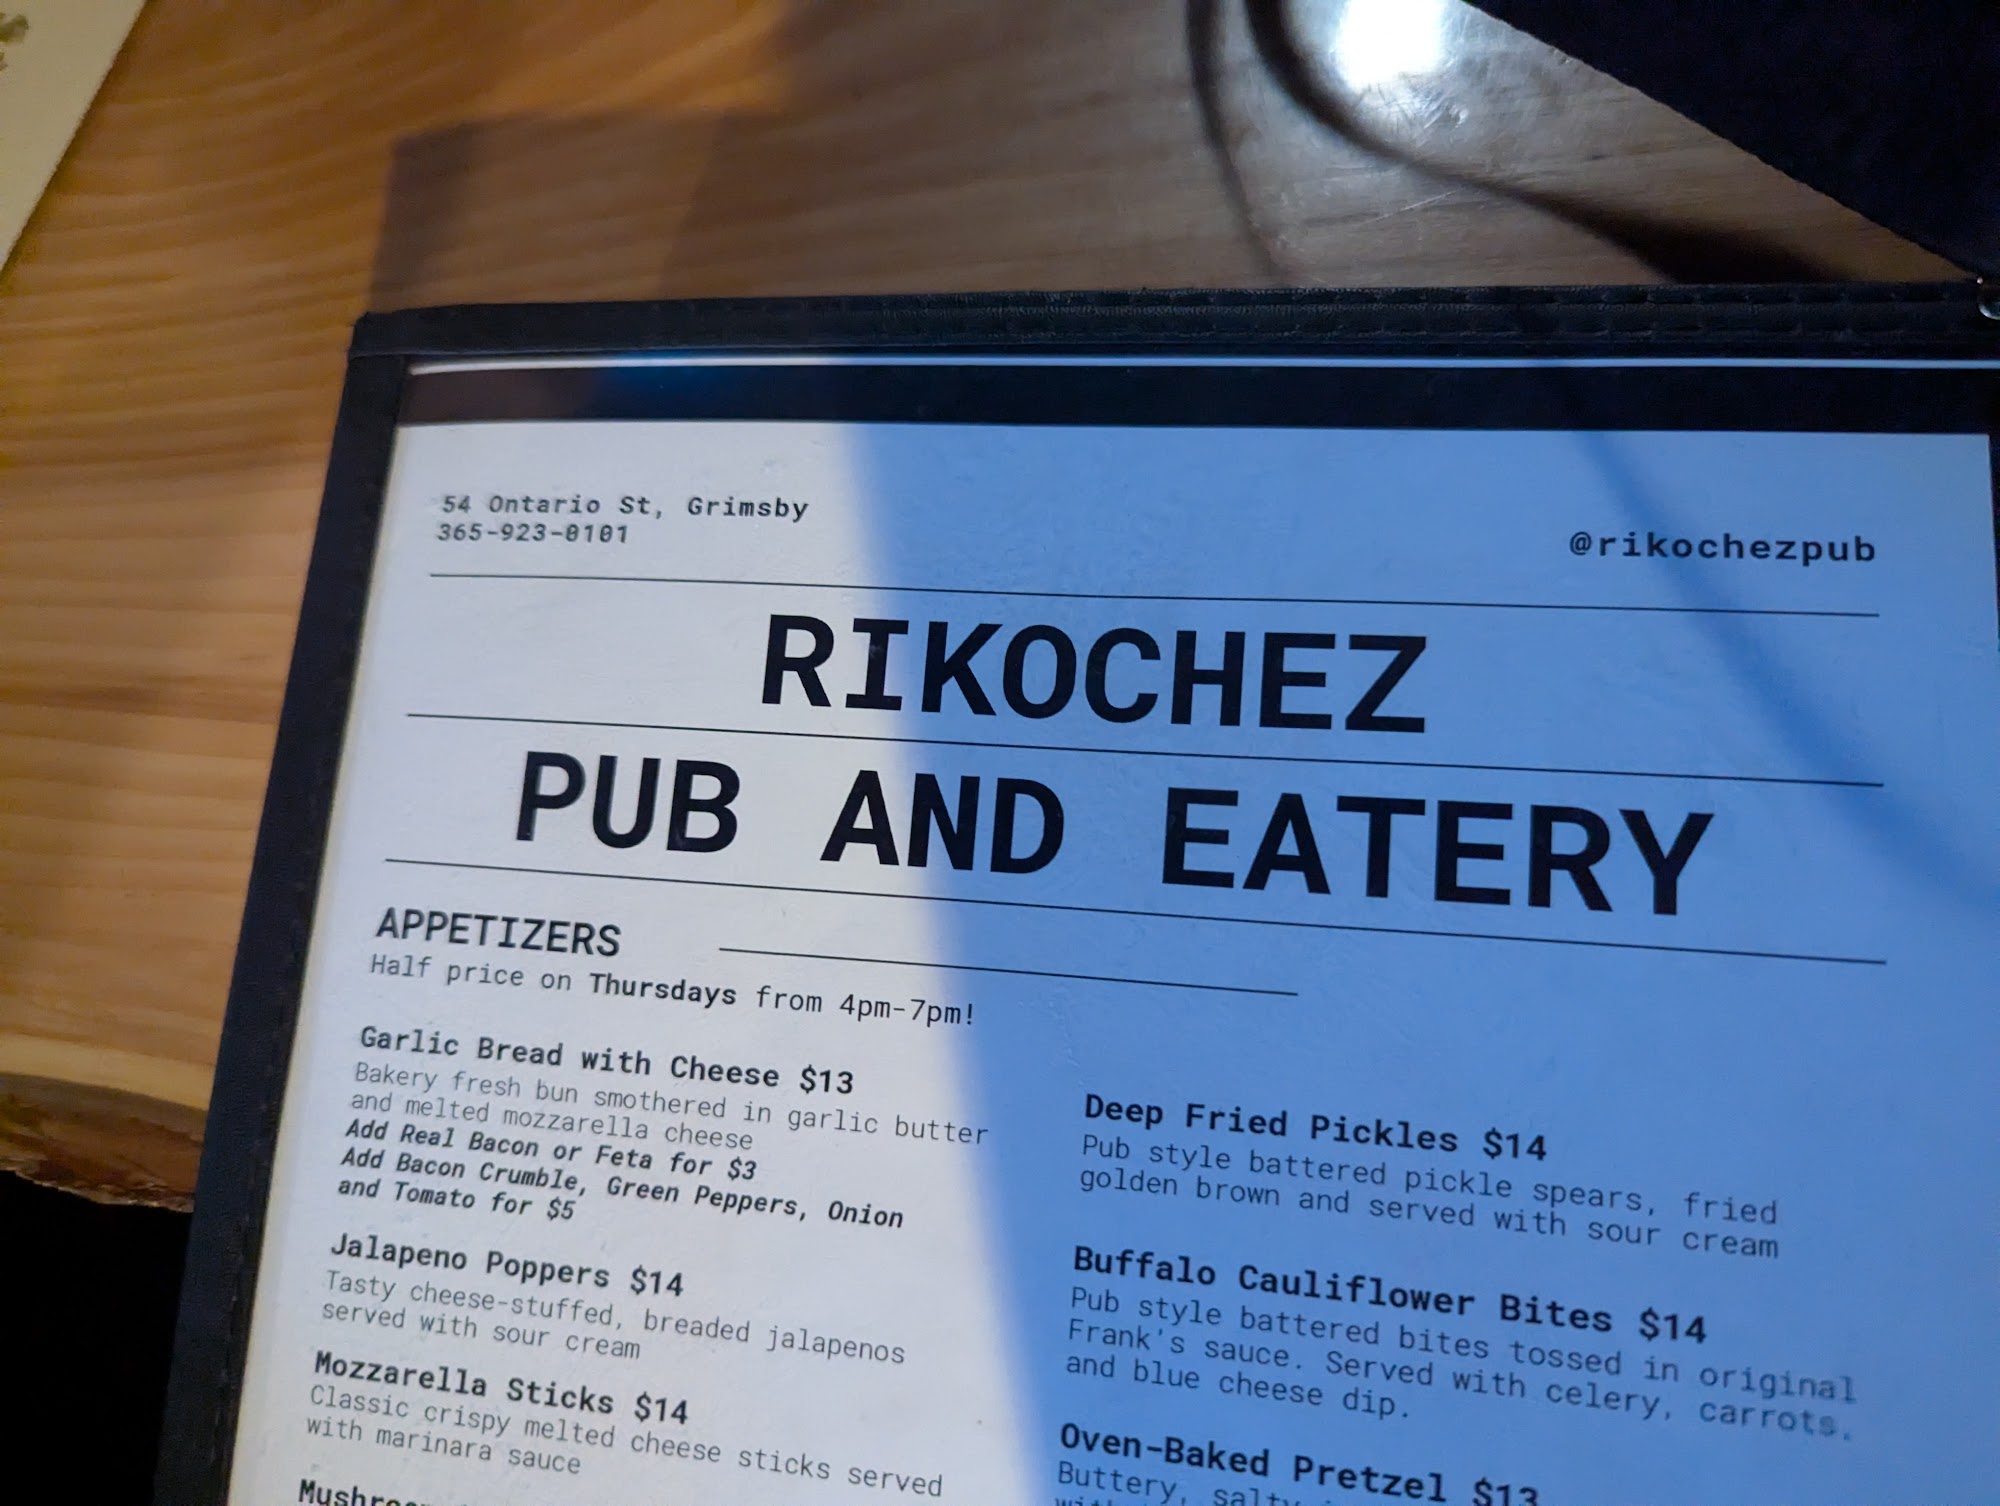 54 Ontario St, Grimsby
365-923-0101
@rikochezpub
RIKOCHEZ
PUB AND EATERY
APPETIZERS
Half price on Thursdays from 4pm-7pm!
Garlic Bread with Cheese $13
Bakery fresh bun smothered in garlic butter
and melted mozzarella cheese
Add Real Bacon or Feta for $3
Add Bacon Crumble, Green Peppers, Onion
and Tomato for $5
Jalapeno Poppers $14
Tasty cheese-stuffed, breaded jalapenos
served with sour cream
Mozzarella Sticks $14
Classic crispy melted cheese sticks served
with marinara sauce
Deep Fried Pickles $14
Pub style battered pickle spears, fried
golden brown and served with sour cream
Buffalo Cauliflower Bites $14
Pub style battered bites tossed in original
Frank's sauce. Served with celery, carrots.
and blue cheese dip.
Oven-Baked Pretzel $13
Buttery, salty